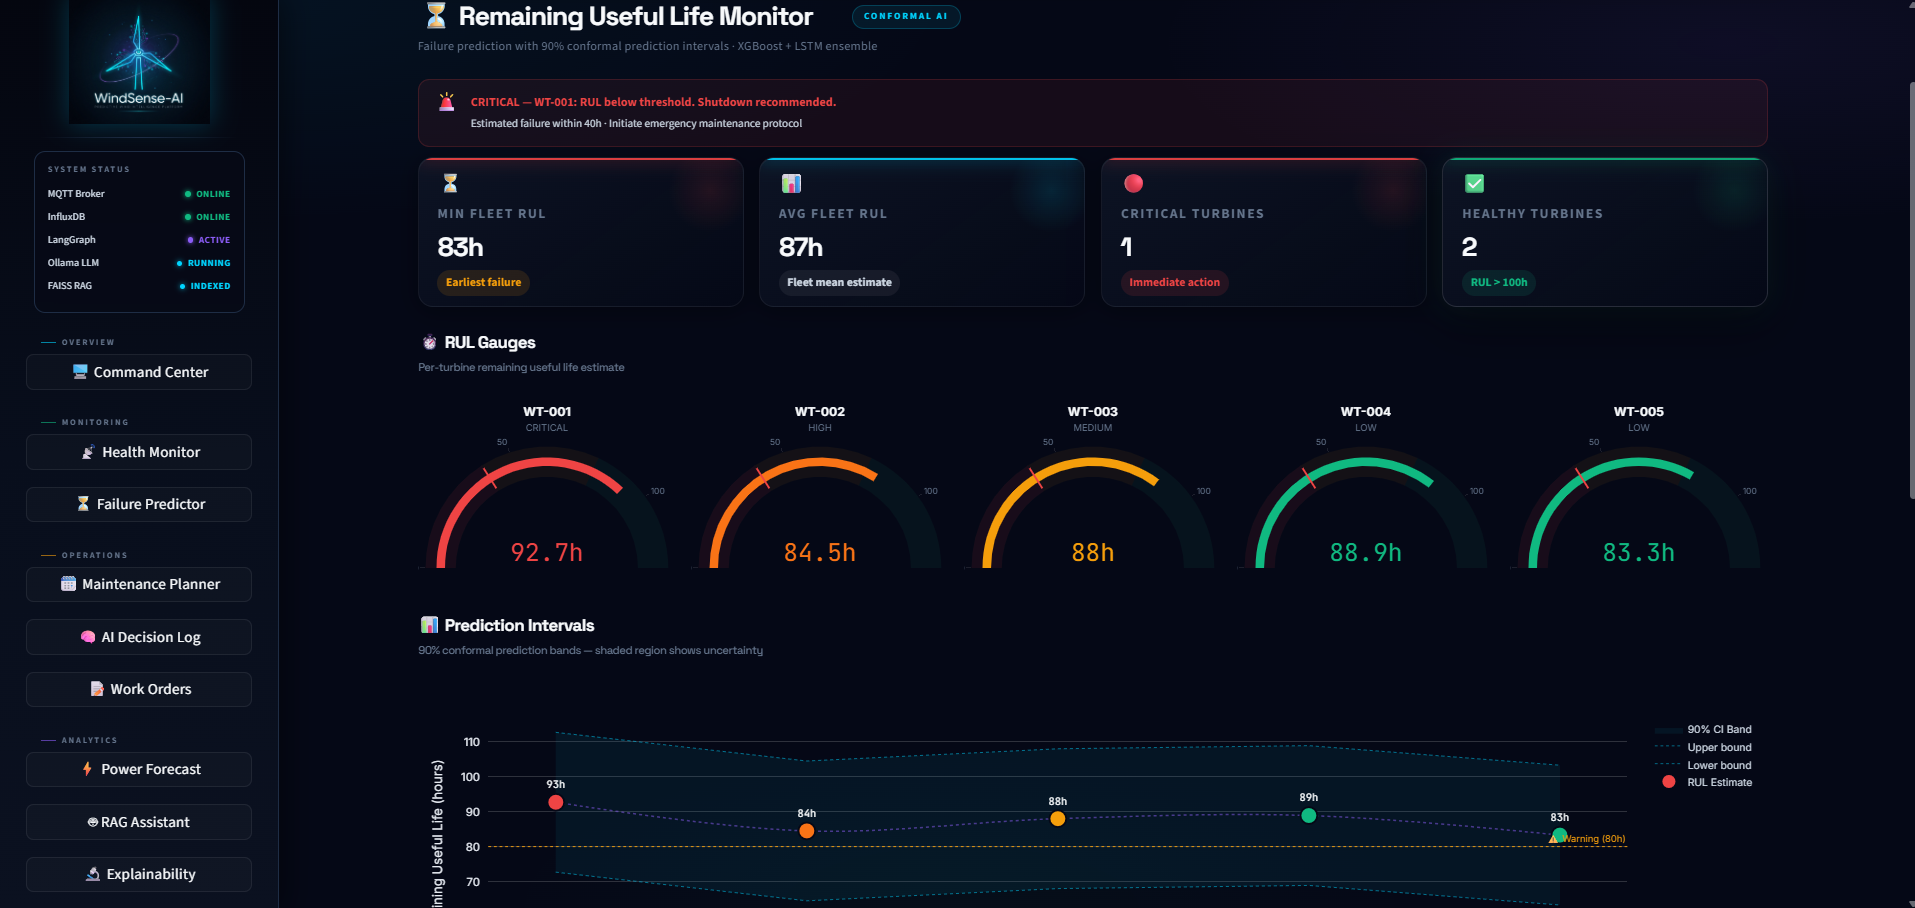 WindSense-AI
SYSTEM STATUS
MQTT Broker ONLINE
InfluxDB ONLINE
LangGraph ACTIVE
Ollama LLM RUNNING
FAISS RAG INDEXED
OVERVIEW
Command Center
MONITORING
Health Monitor
Failure Predictor
OPERATIONS
Maintenance Planner
AI Decision Log
Work Orders
ANALYTICS
Power Forecast
RAG Assistant
Explainability
Remaining Useful Life Monitor CONFORMAL AI
Failure prediction with 90% conformal prediction intervals · XGBoost + LSTM ensemble
CRITICAL — WT-001: RUL below threshold. Shutdown recommended.
Estimated failure within 40h · Initiate emergency maintenance protocol
MIN FLEET RUL
83h
Earliest failure
AVG FLEET RUL
87h
Fleet mean estimate
CRITICAL TURBINES
1
Immediate action
HEALTHY TURBINES
2
RUL > 100h
RUL Gauges
Per-turbine remaining useful life estimate
WT-001
CRITICAL
50
100
92.7h
WT-002
HIGH
50
100
84.5h
WT-003
MEDIUM
50
100
88h
WT-004
LOW
50
100
88.9h
WT-005
LOW
50
100
83.3h
Prediction Intervals
90% conformal prediction bands — shaded region shows uncertainty
110
100
90
80
70
ining Useful Life (hours)
93h
84h
88h
89h
83h
Warning (80h)
90% CI Band
Upper bound
Lower bound
RUL Estimate